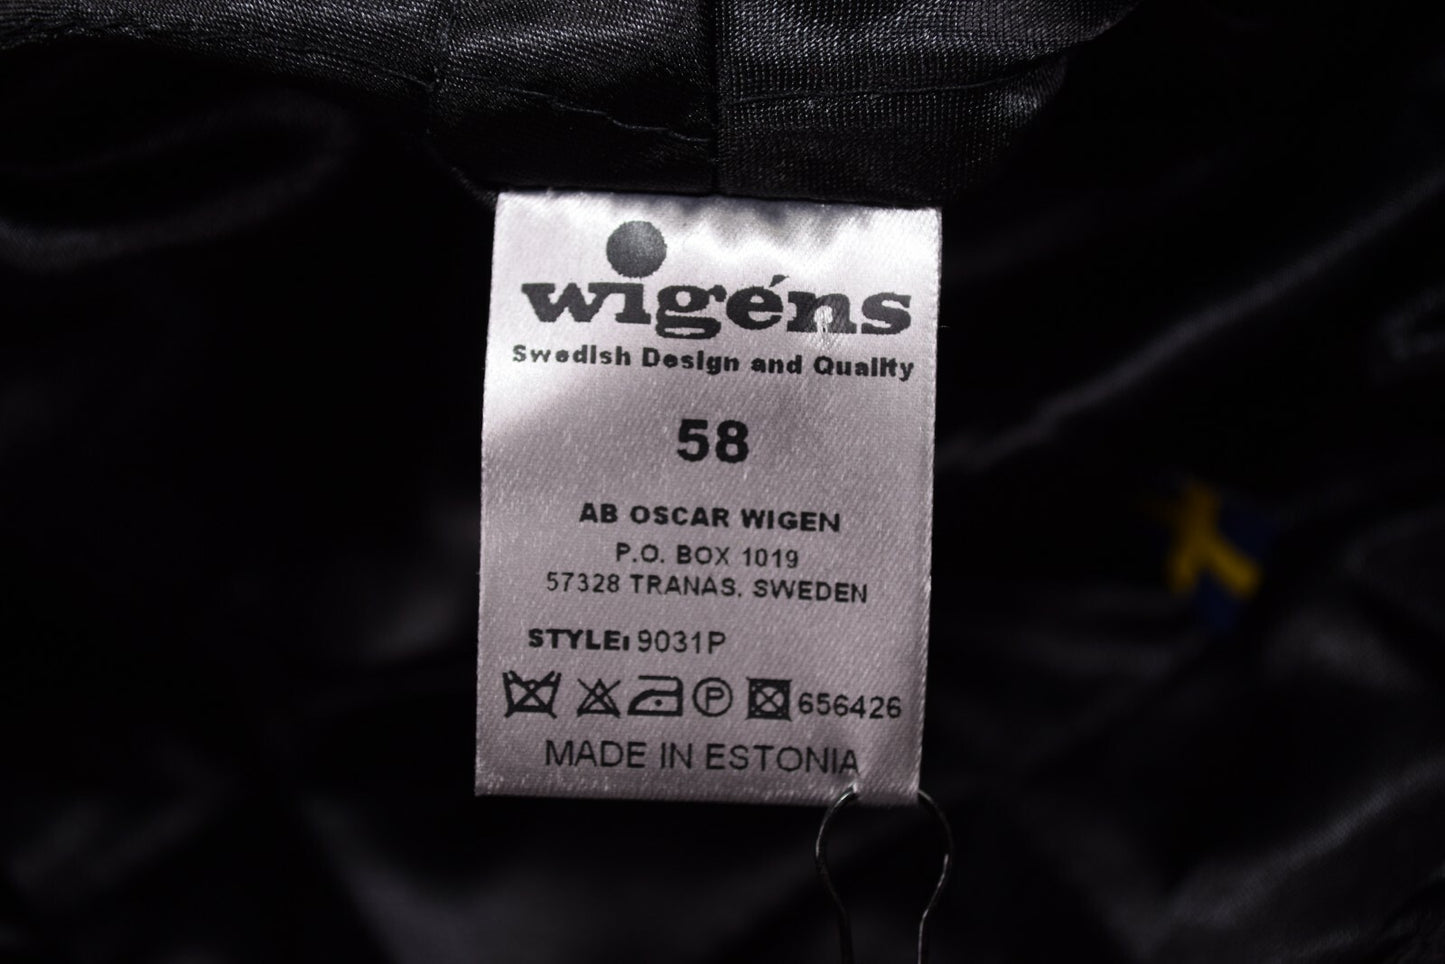 wigéns
Swedish Design and Quality
58
AB OSCAR WIGEN
P.O. BOX 1019
57328 TRANAS, SWEDEN
STYLE: 9031P
P 656426
MADE IN ESTONIA